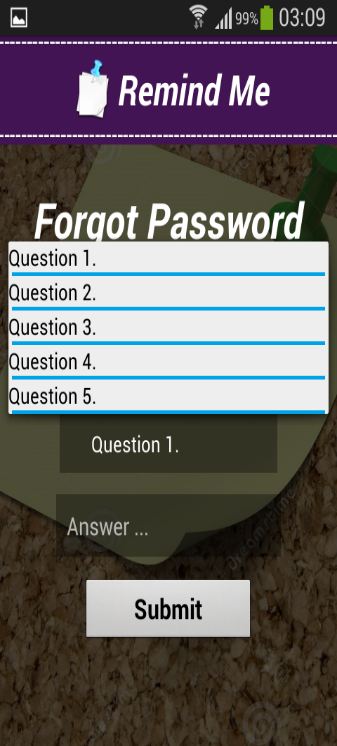 99% 03:09
Remind Me
Forgot Password
Question 1.
Question 2.
Question 3.
Question 4.
Question 5.
Question 1.
Answer ...
Submit